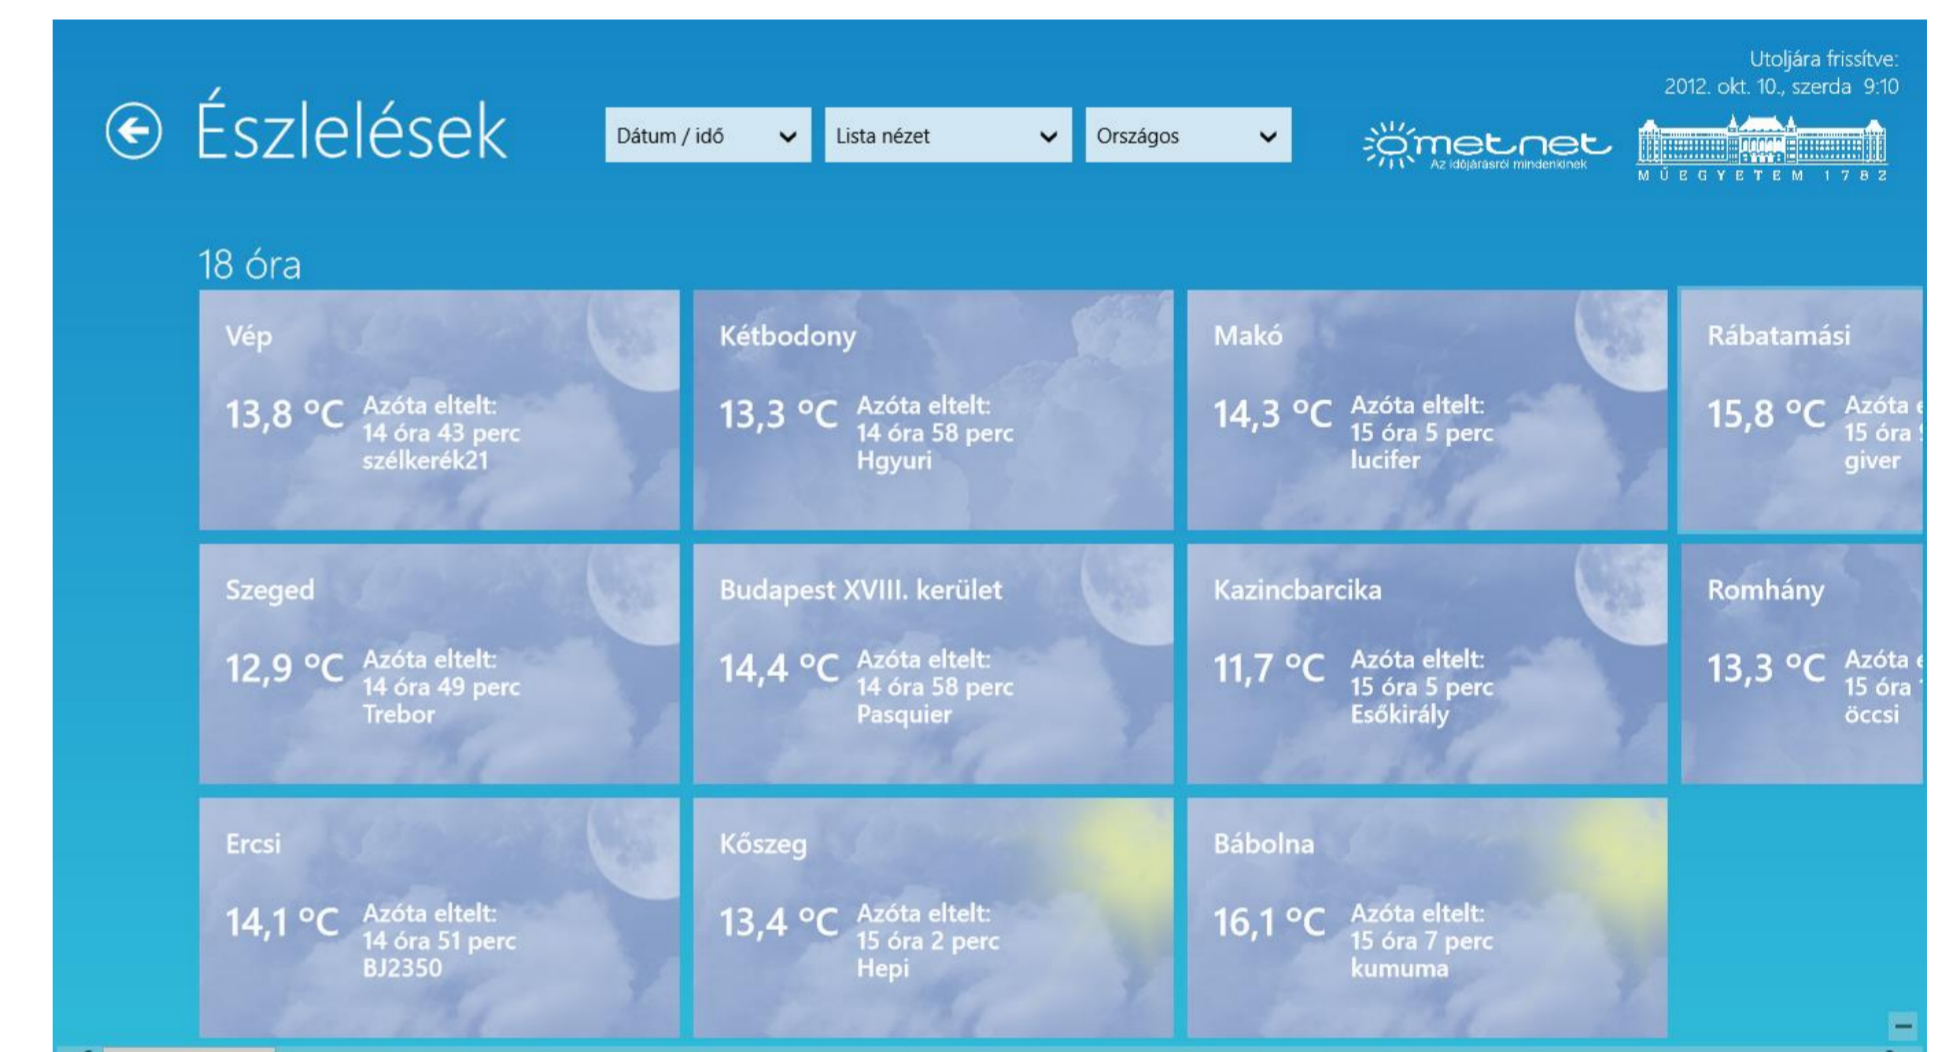 Utoljára frissítve:
2012. okt. 10., szerda 9:10
Észlelések
Dátum / idő
Lista nézet
Országos
metnet
Az időjárásról mindenkinek
MŰEGYETEM 1782
18 óra
Vép
13,8 °C
Azóta eltelt:
14 óra 43 perc
szélkerék21
Kétbodony
13,3 °C
Azóta eltelt:
14 óra 58 perc
Hgyuri
Makó
14,3 °C
Azóta eltelt:
15 óra 5 perc
lucifer
Rábatamási
15,8 °C
Azóta
15 óra
giver
Szeged
12,9 °C
Azóta eltelt:
14 óra 49 perc
Trebor
Budapest XVIII. kerület
14,4 °C
Azóta eltelt:
14 óra 58 perc
Pasquier
Kazincbarcika
11,7 °C
Azóta eltelt:
15 óra 5 perc
Esőkirály
Romhány
13,3 °C
Azóta
15 óra
öccsi
Ercsi
14,1 °C
Azóta eltelt:
14 óra 51 perc
BJ2350
Kőszeg
13,4 °C
Azóta eltelt:
15 óra 2 perc
Hepi
Bábolna
16,1 °C
Azóta eltelt:
15 óra 7 perc
kumuma